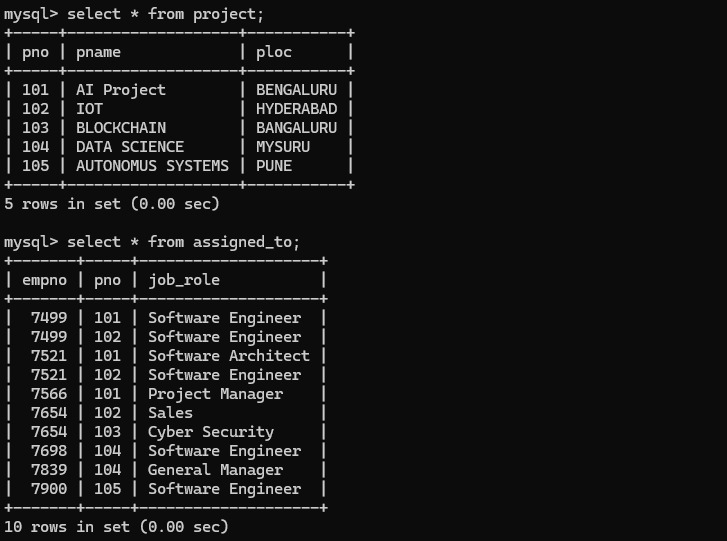 mysql> select * from project;
+-----+--------------------+-----------+
| pno | pname              | ploc      |
+-----+--------------------+-----------+
| 101 | AI Project         | BENGALURU |
| 102 | IOT                | HYDERABAD |
| 103 | BLOCKCHAIN         | BANGALURU |
| 104 | DATA SCIENCE       | MYSURU    |
| 105 | AUTONOMUS SYSTEMS | PUNE      |
+-----+--------------------+-----------+
5 rows in set (0.00 sec)

mysql> select * from assigned_to;
+-------+-----+--------------------+
| empno | pno | job_role           |
+-------+-----+--------------------+
|  7499 | 101 | Software Engineer  |
|  7499 | 102 | Software Engineer  |
|  7521 | 101 | Software Architect |
|  7521 | 102 | Software Engineer  |
|  7566 | 101 | Project Manager    |
|  7654 | 102 | Sales              |
|  7654 | 103 | Cyber Security     |
|  7698 | 104 | Software Engineer  |
|  7839 | 104 | General Manager    |
|  7900 | 105 | Software Engineer  |
+-------+-----+--------------------+
10 rows in set (0.00 sec)